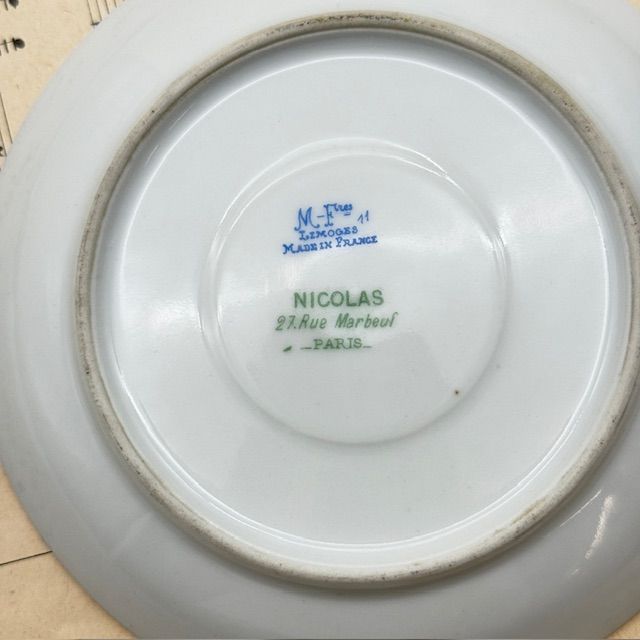 M-Fres 11
LIMOGES
MADE IN FRANCE
NICOLAS
27.Rue Marbeuf
—PARIS—